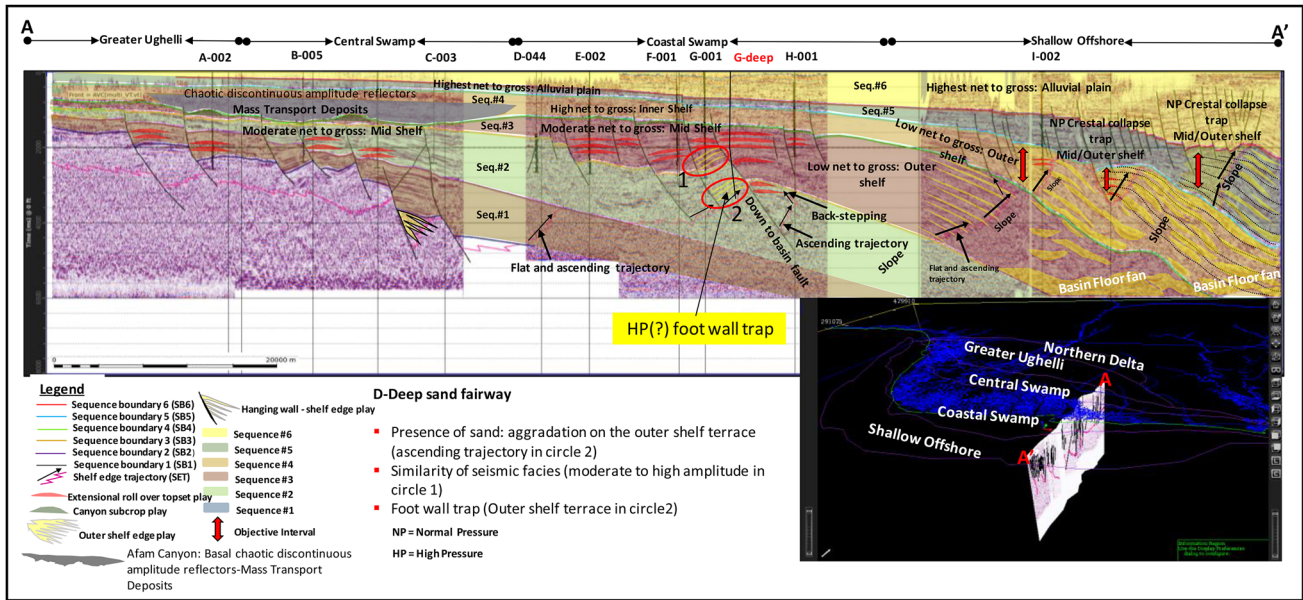 A
A'
Greater Ughelli
Central Swamp
Coastal Swamp
Shallow Offshore
A-002
B-005
C-003
D-044
E-002
F-001
G-001
G-deep
H-001
I-002
Highest net to gross: Alluvial plain
Seq.#6
Highest net to gross: Alluvial plain
Chaotic discontinuous amplitude reflectors
Seq.#4
Mass Transport Deposits
High net to gross: Inner Shelf
Seq.#5
NP Crestal collapse
trap
Mid/Outer shelf
Moderate net to gross: Mid Shelf
Seq.#3
Moderate net to gross: Mid Shelf
Low net to gross: Outer
shelf
NP Crestal collapse
trap
Mid/Outer shelf
Seq.#2
Low net to gross: Outer
shelf
1
2
Seq.#1
Slope
Slope
Slope
Slope
Slope
Down to basin fault
Back-stepping
Ascending trajectory
Flat and ascending trajectory
Flat and ascending
trajectory
Basin Floor fan
Basin Floor fan
HP(?) foot wall trap
0
20000 m
Northern Delta
Greater Ughelli
Central Swamp
Coastal Swamp
Shallow Offshore
A
A'
Legend
Sequence boundary 6 (SB6)
Sequence boundary 5 (SB5)
Sequence boundary 4 (SB4)
Sequence boundary 3 (SB3)
Sequence boundary 2 (SB2)
Sequence boundary 1 (SB1)
Shelf edge trajectory (SET)
Extensional roll over topset play
Canyon subcrop play
Outer shelf edge play
Afam Canyon: Basal chaotic discontinuous
amplitude reflectors-Mass Transport
Deposits
Hanging wall - shelf edge play
Sequence #6
Sequence #5
Sequence #4
Sequence #3
Sequence #2
Sequence #1
Objective Interval
D-Deep sand fairway
Presence of sand: aggradation on the outer shelf terrace
(ascending trajectory in circle 2)
Similarity of seismic facies (moderate to high amplitude in
circle 1)
Foot wall trap (Outer shelf terrace in circle2)
NP = Normal Pressure
HP = High Pressure